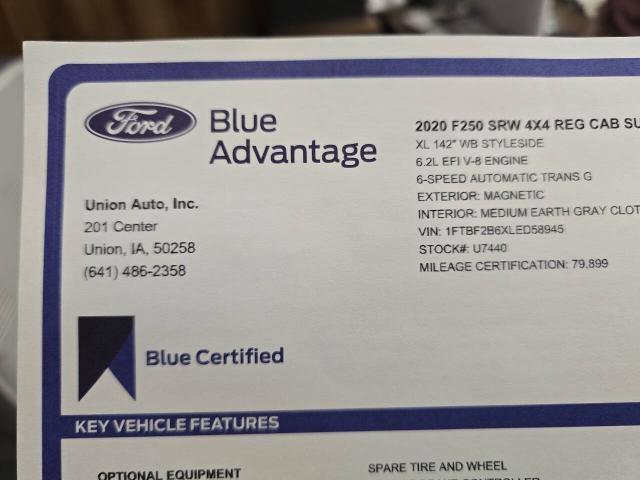 Ford
Blue
Advantage
Union Auto, Inc.
201 Center
Union, IA, 50258
(641) 486-2358
2020 F250 SRW 4X4 REG CAB SU
XL 142" WB STYLESIDE
6.2L EFI V-8 ENGINE
6-SPEED AUTOMATIC TRANS G
EXTERIOR: MAGNETIC
INTERIOR: MEDIUM EARTH GRAY CLOT
VIN: 1FTBF2B6XLED58945
STOCK#: U7440
MILEAGE CERTIFICATION: 79,899
Blue Certified
KEY VEHICLE FEATURES
OPTIONAL EQUIPMENT
SPARE TIRE AND WHEEL